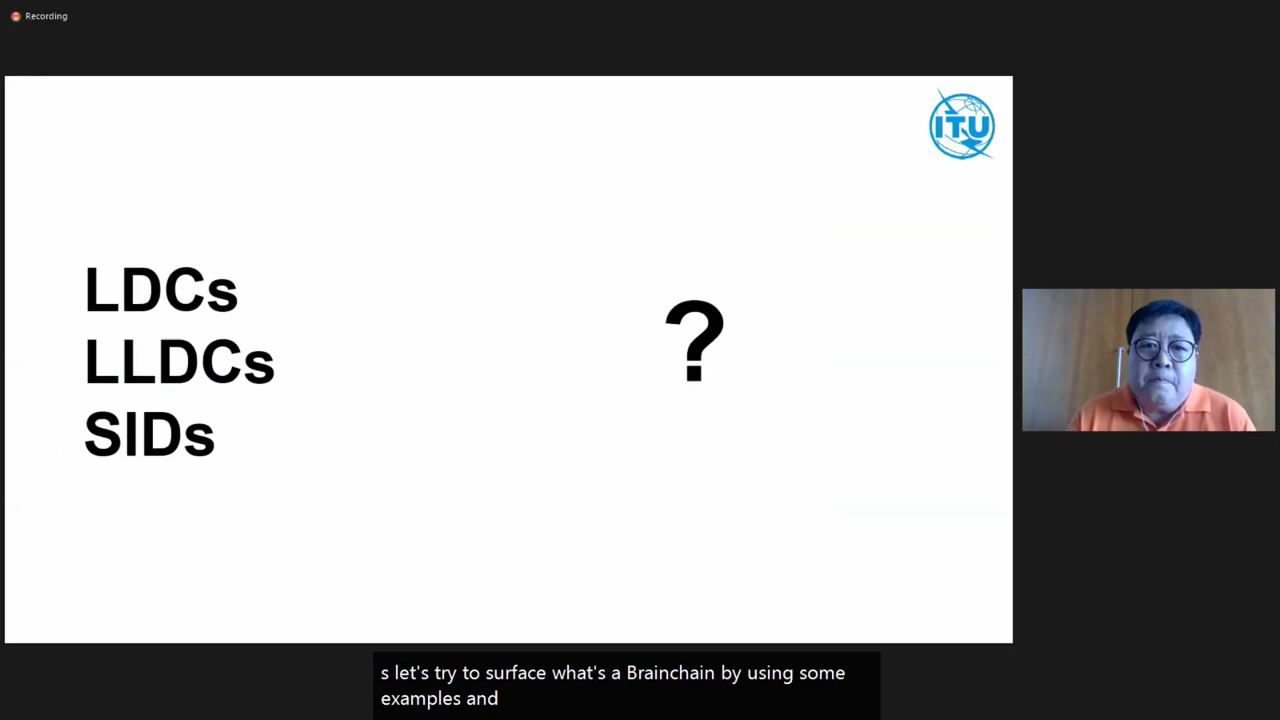 Recording
ITU
LDCs
LLDCs
SIDs
?
s let's try to surface what's a Brainchain by using some
examples and